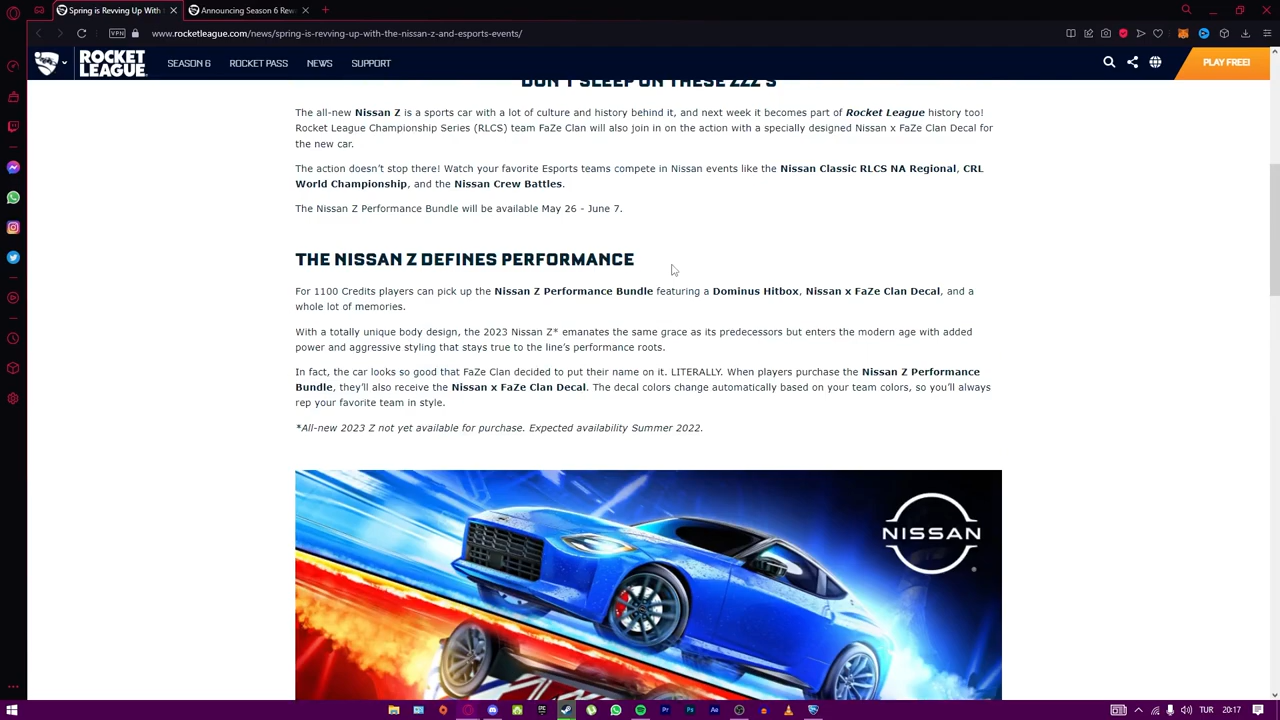 Spring is Revving Up With
Announcing Season 6 Rew
20:17
VPN
www.rocketleague.com/news/spring-is-revving-up-with-the-nissan-z-and-esports-events/
ROCKET
LEAGUE
SEASON 6
ROCKET PASS
NEWS
SUPPORT
PLAY FREE!
DON'T SLEEP ON THESE ZZZ'S
The all-new Nissan Z is a sports car with a lot of culture and history behind it, and next week it becomes part of Rocket League history too!
Rocket League Championship Series (RLCS) team FaZe Clan will also join in on the action with a specially designed Nissan x FaZe Clan Decal for
the new car.
The action doesn't stop there! Watch your favorite Esports teams compete in Nissan events like the Nissan Classic RLCS NA Regional, CRL
World Championship, and the Nissan Crew Battles.
The Nissan Z Performance Bundle will be available May 26 - June 7.
THE NISSAN Z DEFINES PERFORMANCE
For 1100 Credits players can pick up the Nissan Z Performance Bundle featuring a Dominus Hitbox, Nissan x FaZe Clan Decal, and a
whole lot of memories.
With a totally unique body design, the 2023 Nissan Z* emanates the same grace as its predecessors but enters the modern age with added
power and aggressive styling that stays true to the line's performance roots.
In fact, the car looks so good that FaZe Clan decided to put their name on it. LITERALLY. When players purchase the Nissan Z Performance
Bundle, they'll also receive the Nissan x FaZe Clan Decal. The decal colors change automatically based on your team colors, so you'll always
rep your favorite team in style.
*All-new 2023 Z not yet available for purchase. Expected availability Summer 2022.
NISSAN
TUR
20:17